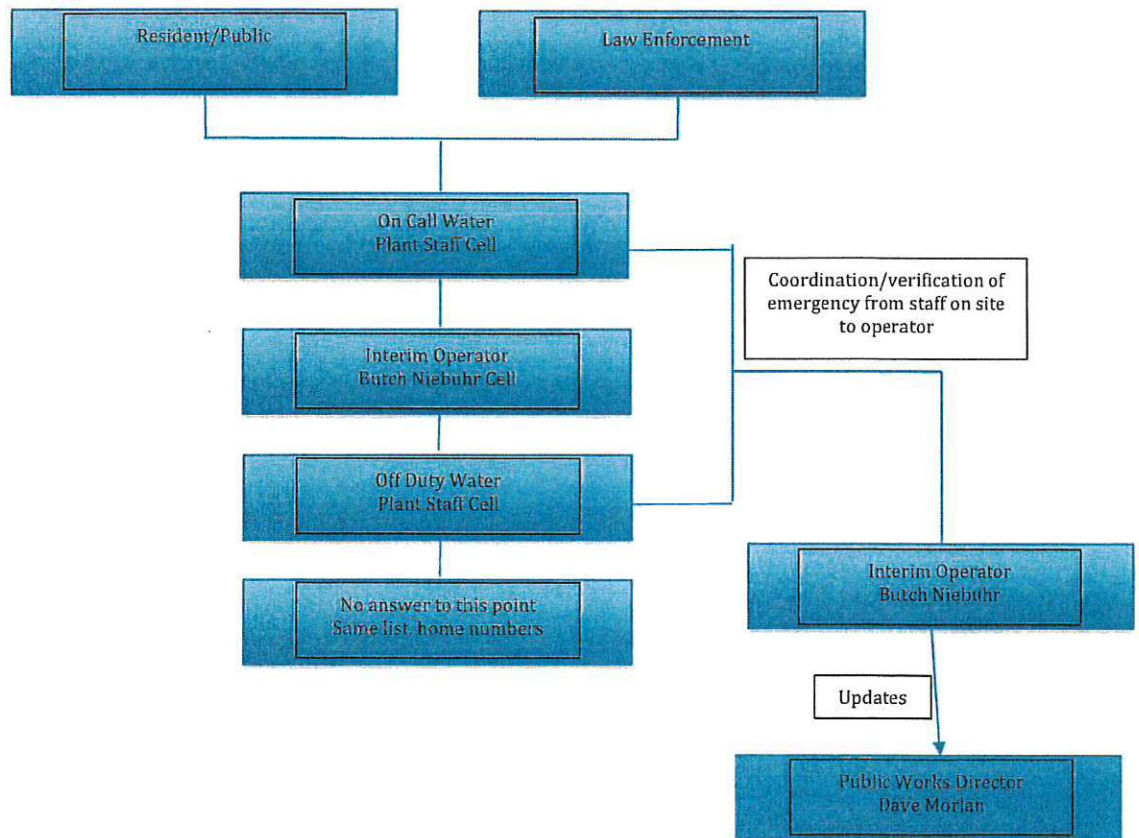 Resident/Public
Law Enforcement
On Call Water
Plant Staff Cell
Coordination/verification of
emergency from staff on site
to operator
Interim Operator
Butch Niebuhr Cell
Off Duty Water
Plant Staff Cell
No answer to this point
Same list, home numbers
Interim Operator
Butch Niebuhr
Updates
Public Works Director
Dave Morlan